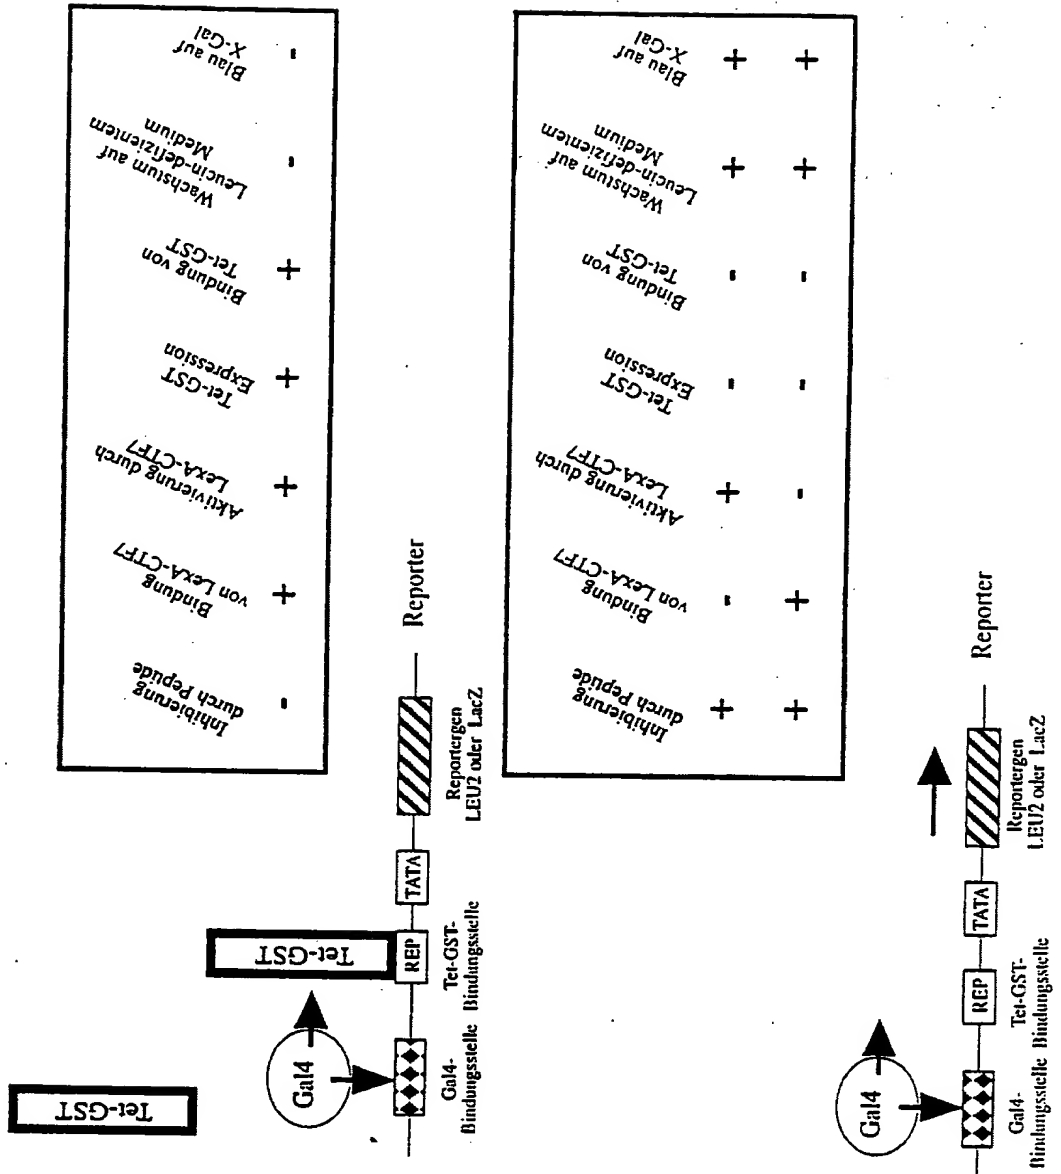 Tet-GST
Gal4
Tet-GST
REP
TATA
Reporter
Gal4-
Bindungsstelle
Tet-GST-
Bindungsstelle
Reportergen
LEU2 oder LacZ
Inhibierung
durch Peptide
Bindung
von LexA-CTF7
Aktivierung durch
LexA-CTF7
Tet-GST
Expression
Bindung von
Tet-GST
Wachstum auf
Leucin-defizientem
Medium
Blau auf
X-Gal
- + + + + - -
Gal4
REP
TATA
Reporter
Gal4-
Bindungsstelle
Tet-GST-
Bindungsstelle
Reportergen
LEU2 oder LacZ
Inhibierung
durch Peptide
Bindung
von LexA-CTF7
Aktivierung durch
LexA-CTF7
Tet-GST
Expression
Bindung von
Tet-GST
Wachstum auf
Leucin-defizientem
Medium
Blau auf
X-Gal
+ - + - - + +
+ + - - - + +